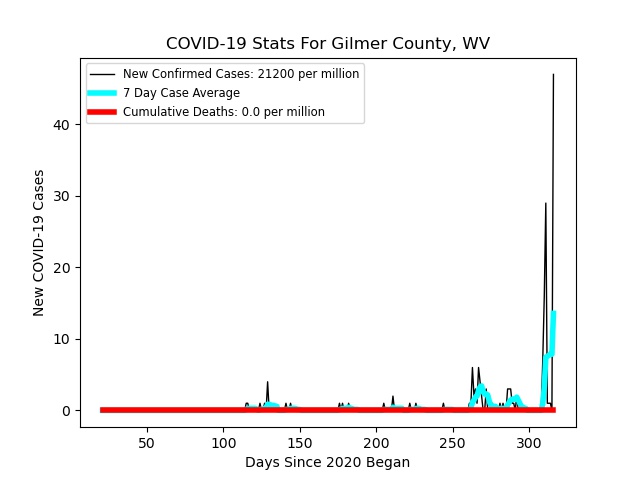 COVID-19 Stats For Gilmer County, WV
New Confirmed Cases: 21200 per million
7 Day Case Average
Cumulative Deaths: 0.0 per million
New COVID-19 Cases
40
30
20
10
0
50 100 150 200 250 300
Days Since 2020 Began